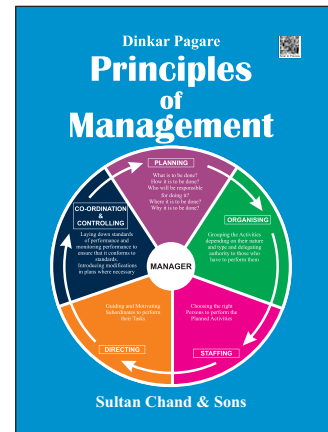 Dinkar Pagare
Principles
of
Management
PLANNING
What is to be done?
How it is to be done?
Who will be responsible
for doing it?
Where it is to be done?
Why it is to be done?
CO-ORDINATION
&
CONTROLLING
Laying down standards
of performance and
monitoring performance to
ensure that it conforms to
standards.
Introducing modifications
in plans where necessary
ORGANISING
Grouping the Activities
depending on their nature
and type and delegating
authority to those who
have to perform them
MANAGER
Guiding and Motivating
Subordinates to perform
their Tasks
DIRECTING
Choosing the right
Persons to perform the
Planned Activities
STAFFING
Sultan Chand & Sons